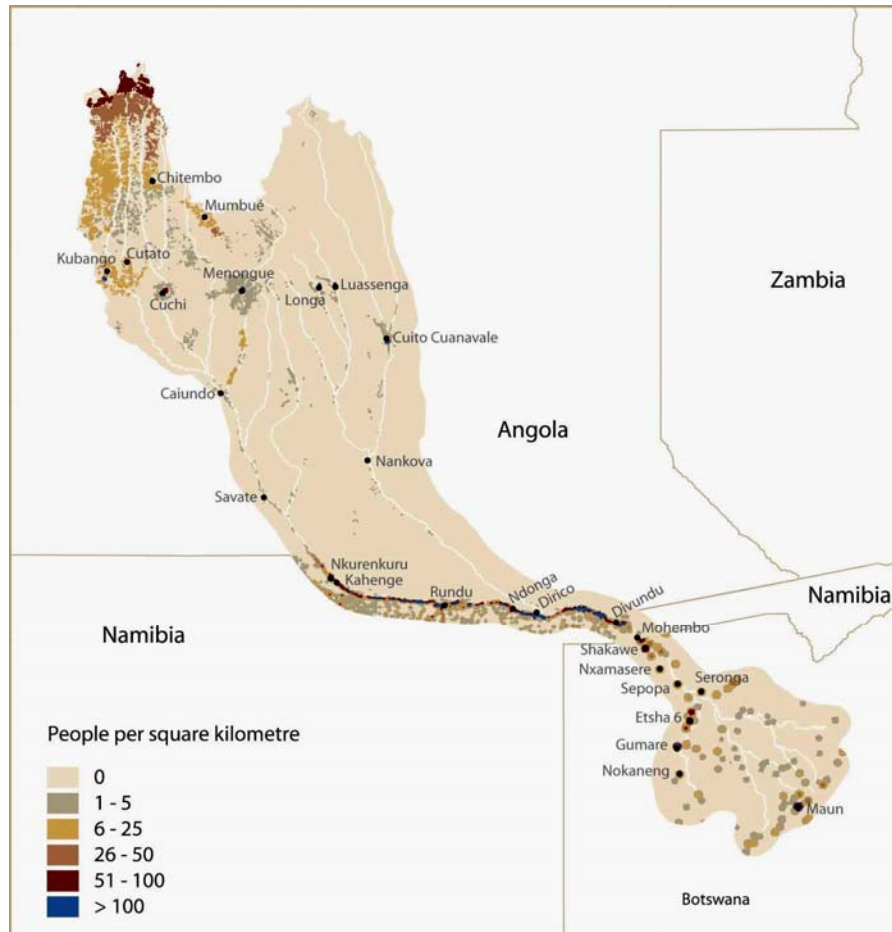 Chitembo
Mumbué
Kubango
Cutato
Menongue
Cuchi
Longa
Luassenga
Zambia
Cuito Cuanavale
Caiundo
Angola
Nankova
Savate
Nkurenkuru
Kahenge
Rundu
Ndonga
Dirico
Divundu
Namibia
Namibia
Mohembo
Shakawe
Nxamasere
Sepopa
Seronga
Etsha 6
Gumare
Nokaneng
Maun
Botswana
People per square kilometre
0
1 - 5
6 - 25
26 - 50
51 - 100
> 100